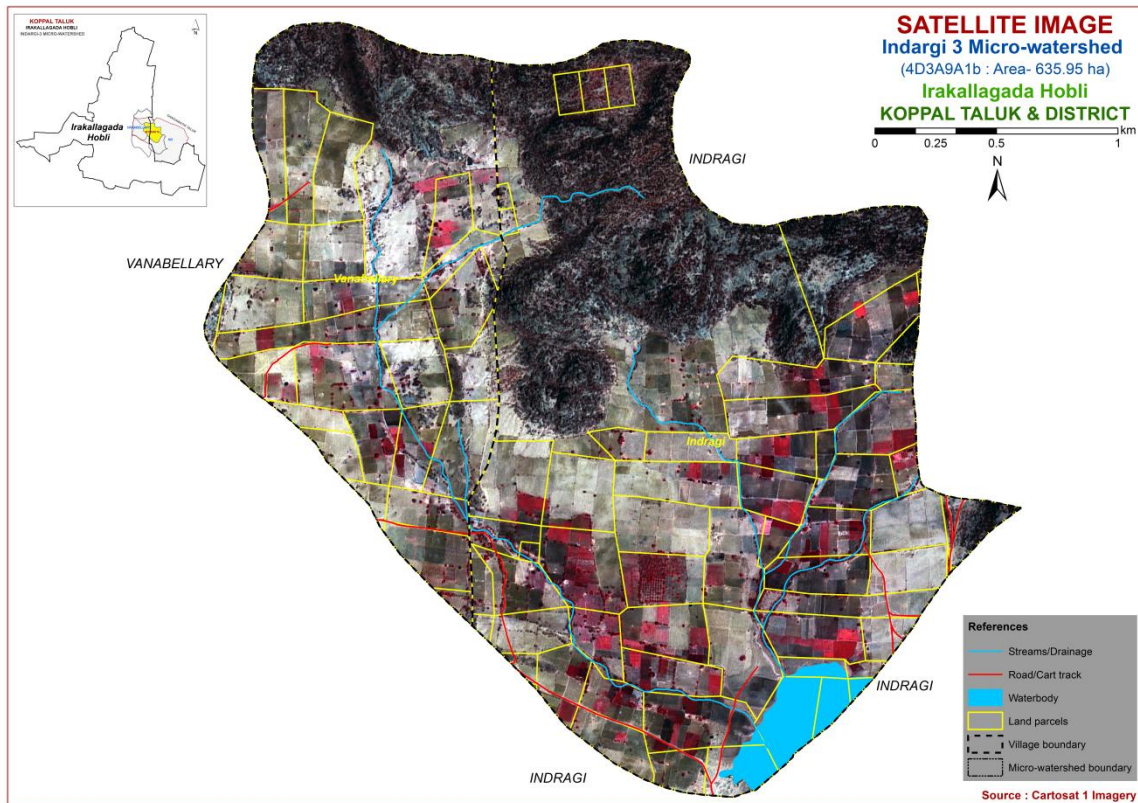 KOPPAL TALUK
IRAKALLAGADA HOBLI
INDARGI-3 MICRO-WATERSHED
N
Irakallagada
Hobli
SATELLITE IMAGE
Indargi 3 Micro-watershed
(4D3A9A1b : Area- 635.95 ha)
Irakallagada Hobli
KOPPAL TALUK & DISTRICT
km
0 0.25 0.5 1
N
INDRAGI
VANABELLARY
Vanabellary
Indragi
INDRAGI
INDRAGI
References
Streams/Drainage
Road/Cart track
Waterbody
Land parcels
Village boundary
Micro-watershed boundary
Source : Cartosat 1 Imagery